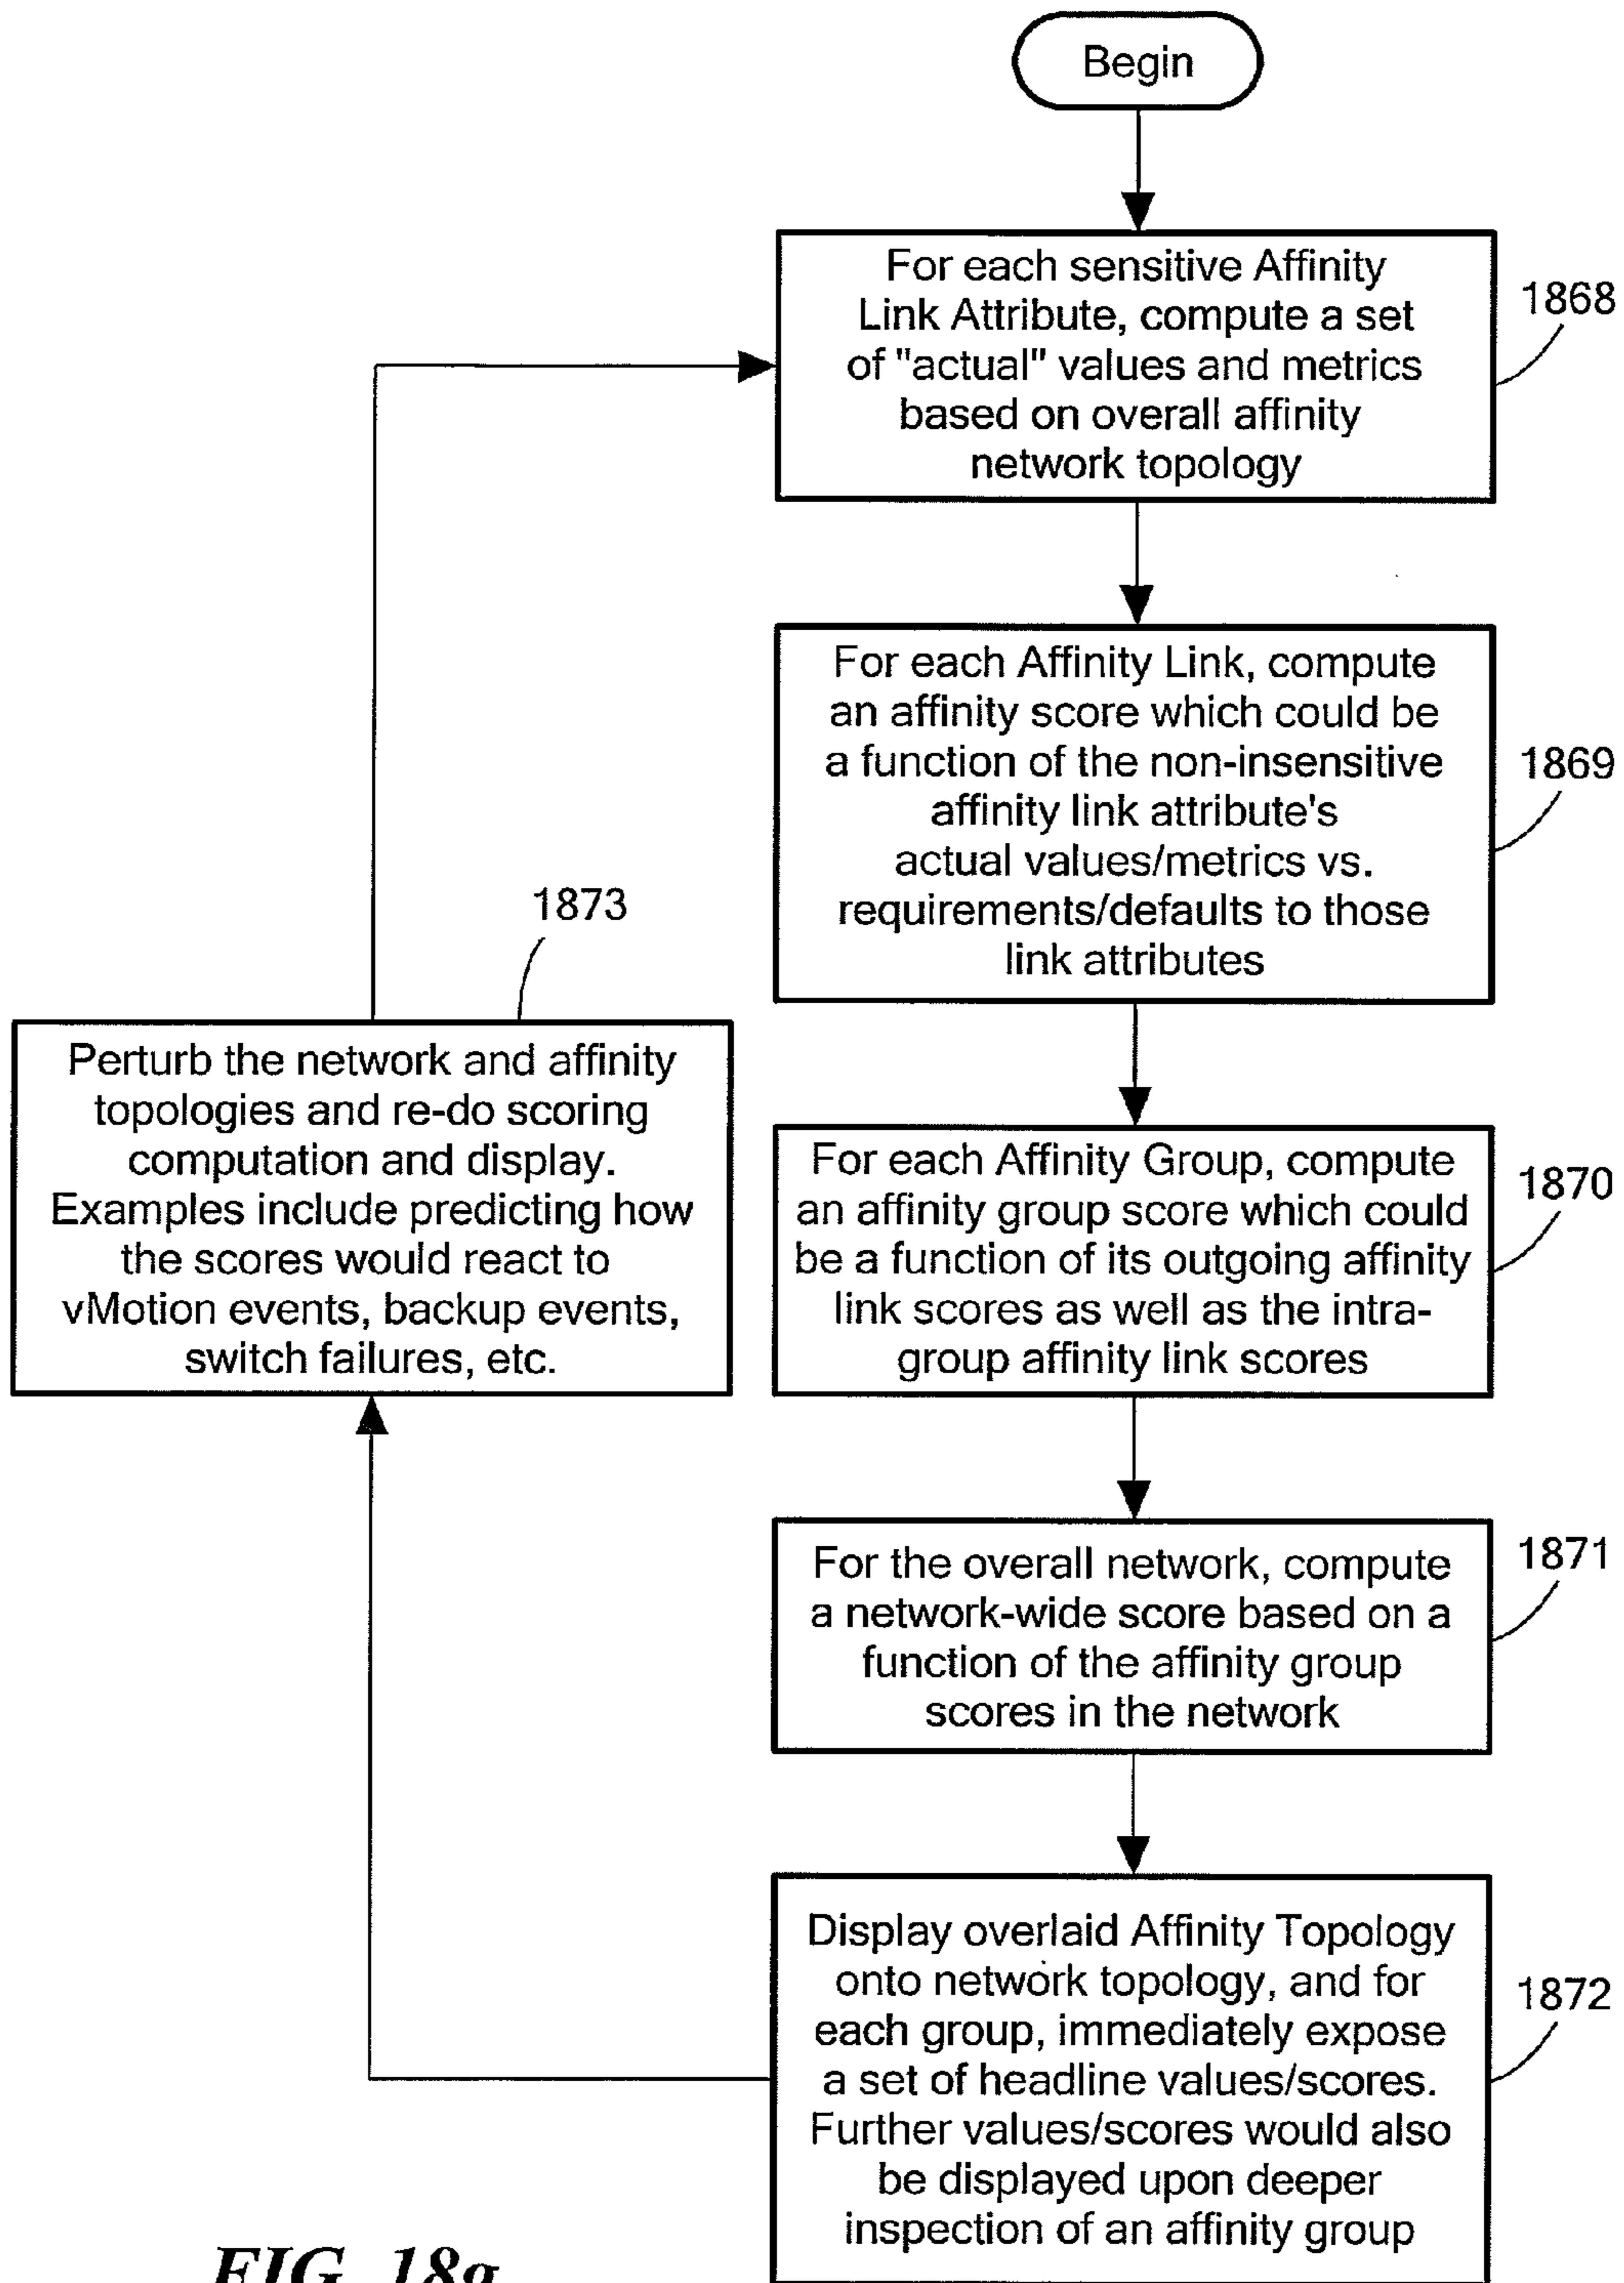 Begin
For each sensitive Affinity
Link Attribute, compute a set
of "actual" values and metrics
based on overall affinity
network topology
1868
For each Affinity Link, compute
an affinity score which could be
a function of the non-insensitive
affinity link attribute's
actual values/metrics vs.
requirements/defaults to those
link attributes
1869
1873
Perturb the network and affinity
topologies and re-do scoring
computation and display.
Examples include predicting how
the scores would react to
vMotion events, backup events,
switch failures, etc.
For each Affinity Group, compute
an affinity group score which could
be a function of its outgoing affinity
link scores as well as the intra-
group affinity link scores
1870
For the overall network, compute
a network-wide score based on a
function of the affinity group
scores in the network
1871
Display overlaid Affinity Topology
onto network topology, and for
each group, immediately expose
a set of headline values/scores.
Further values/scores would also
be displayed upon deeper
inspection of an affinity group
1872
FIG. 18g